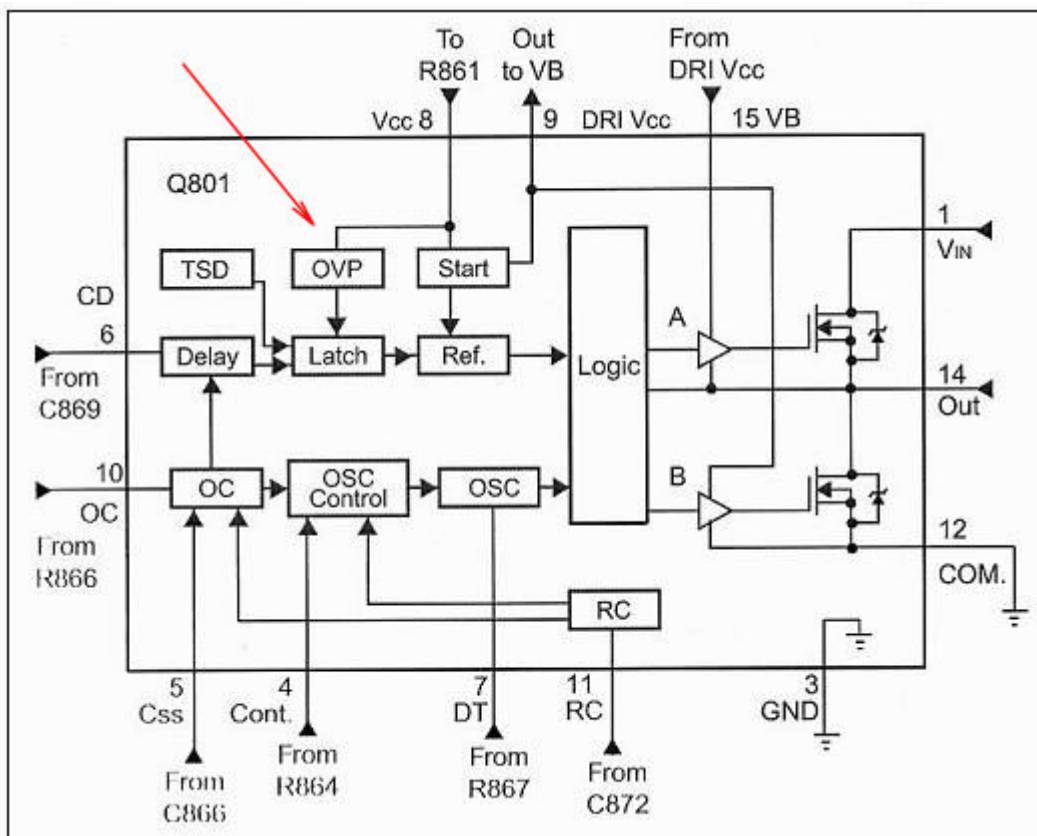 To
R861
Out
to VB
From
DRI Vcc
Vcc 8
9
DRI Vcc
15 VB
Q801
1
VIN
TSD
OVP
Start
CD
6
Delay
Latch
Ref.
Logic
A
From
C869
14
Out
10
OC
OC
OSC
Control
OSC
B
From
R866
12
COM.
RC
5
Css
4
Cont.
7
DT
11
RC
3
GND
From
C866
From
R864
From
R867
From
C872